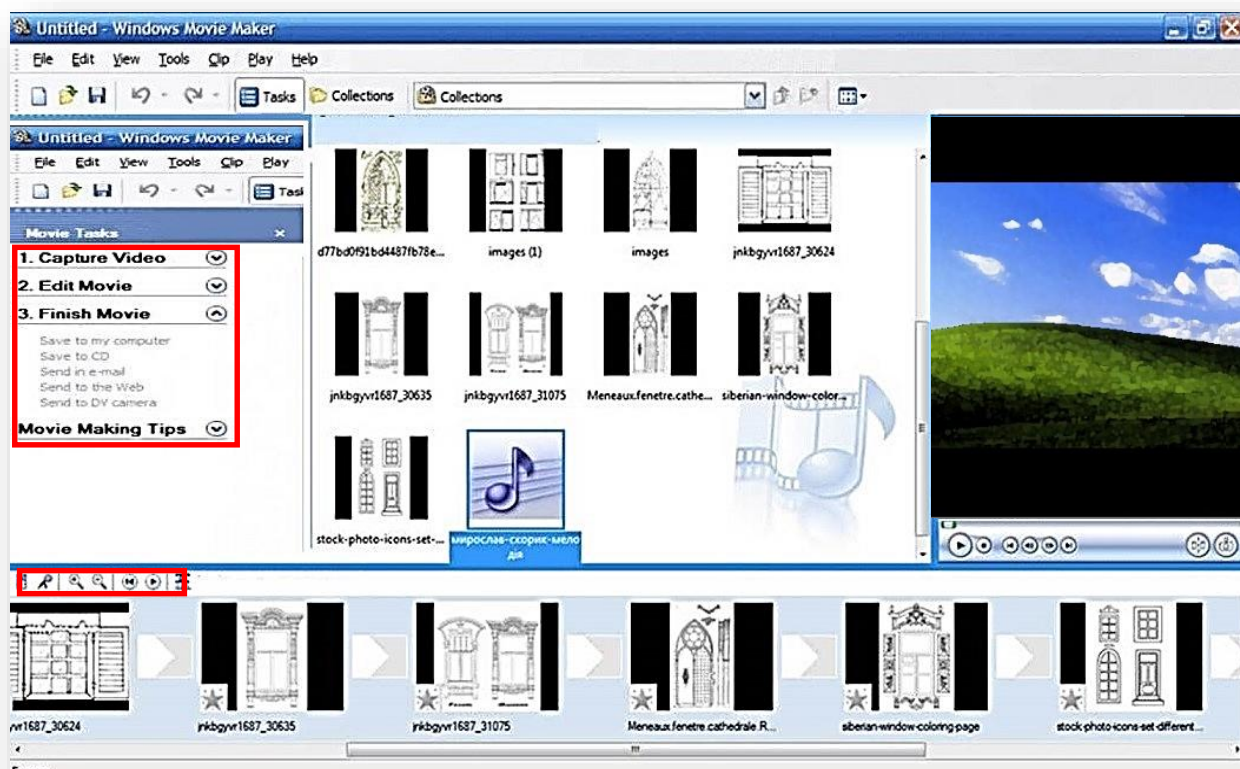 Untitled - Windows Movie Maker
File Edit View Tools Clip Play Help
Tasks Collections Collections
Untitled - Windows Movie Maker
File Edit View Tools Clip Play
Movie Tasks
1. Capture Video
2. Edit Movie
3. Finish Movie
Save to my computer
Save to CD
Send in e-mail
Send to the Web
Send to DV camera
Movie Making Tips
d77bd0f91bd4487fb78e... images (1) images jnkbgyvr1687_30624
jnkbgyvr1687_30635 jnkbgyvr1687_31075 Meneaux.fenetre.cathe... siberian-window-color...
stock-photo-icons-set-... мирослав-скорик-мело
дія
yvr1687_30624 jnkbgyvr1687_30635 jnkbgyvr1687_31075 Meneaux.fenetre.cathedrale.R... siberian-window-coloring-page stock-photo-icons-set-different...